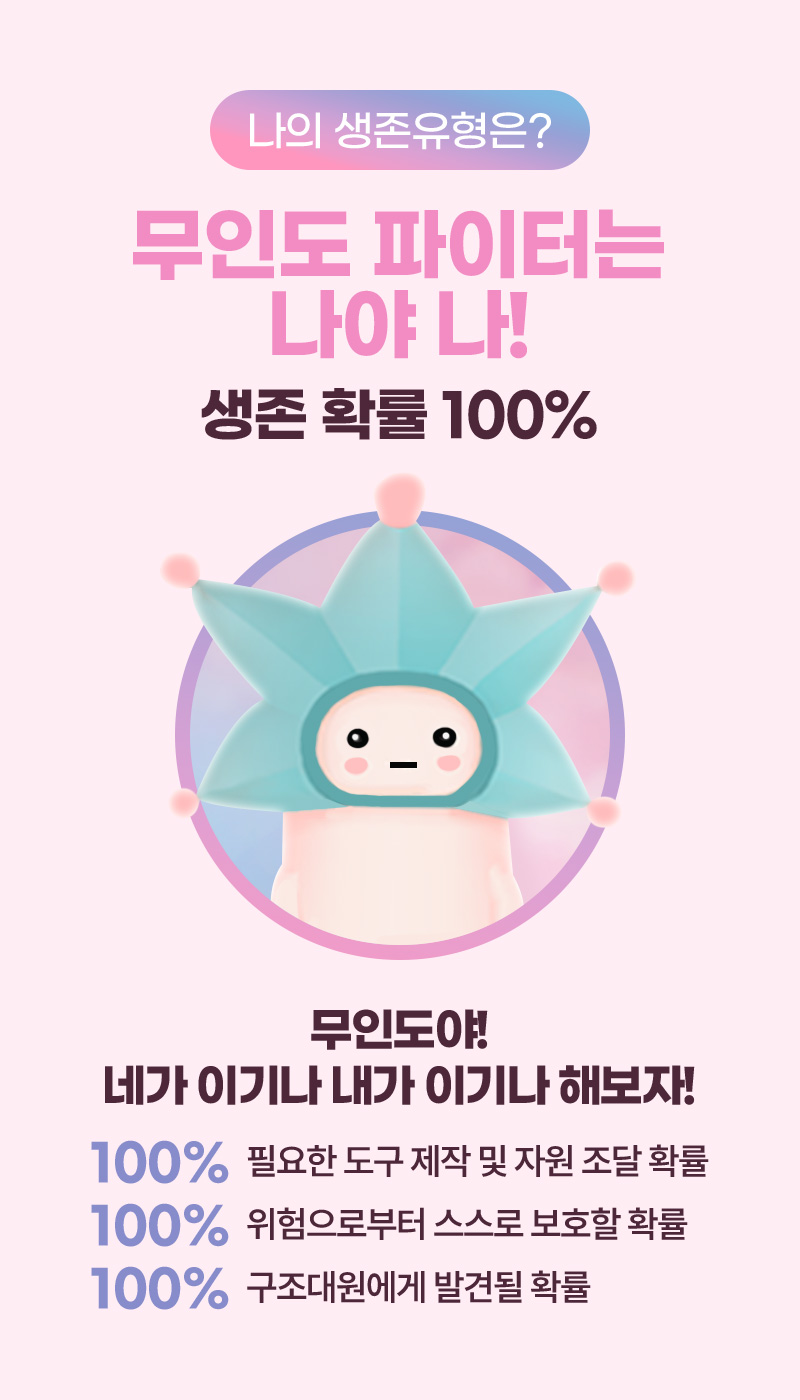 나의 생존유형은?
무인도 파이터는
나야 나!
생존 확률 100%
무인도야!
네가 이기나 내가 이기나 해보자!
100% 필요한 도구 제작 및 자원 조달 확률
100% 위험으로부터 스스로 보호할 확률
100% 구조대원에게 발견될 확률